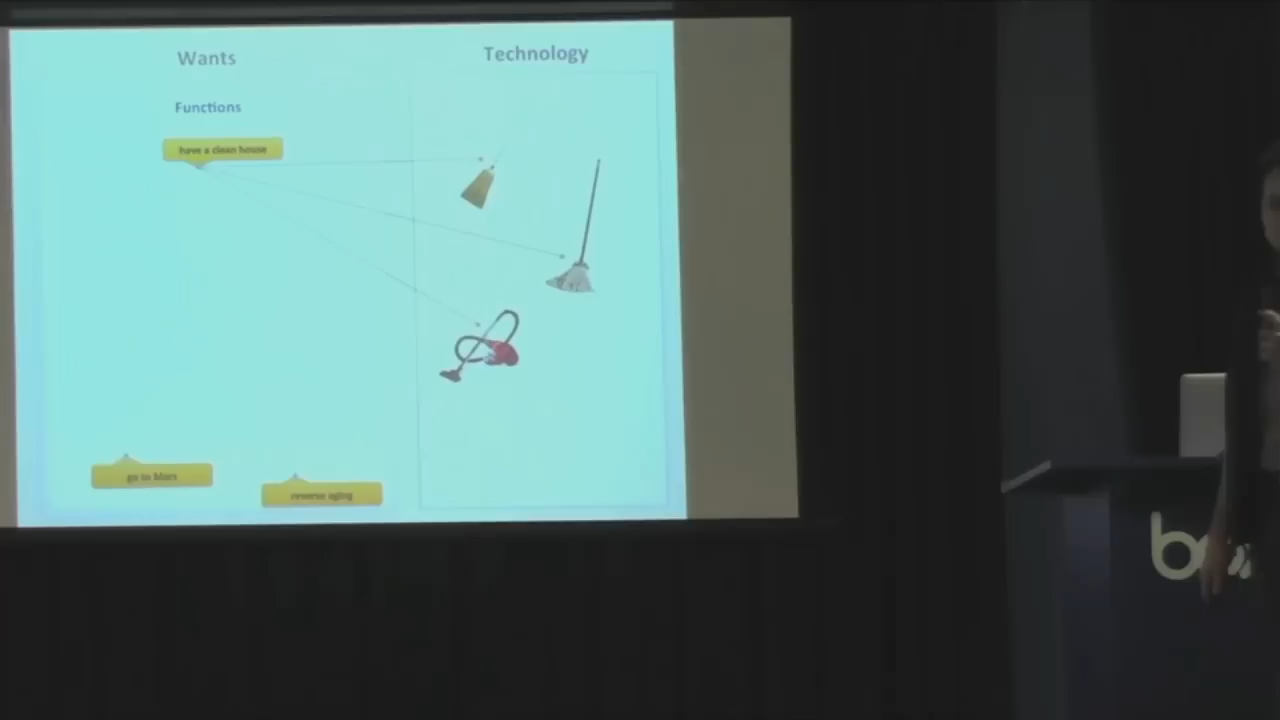 Wants
Technology
Functions
have a clean house
go to Mars
reverse aging